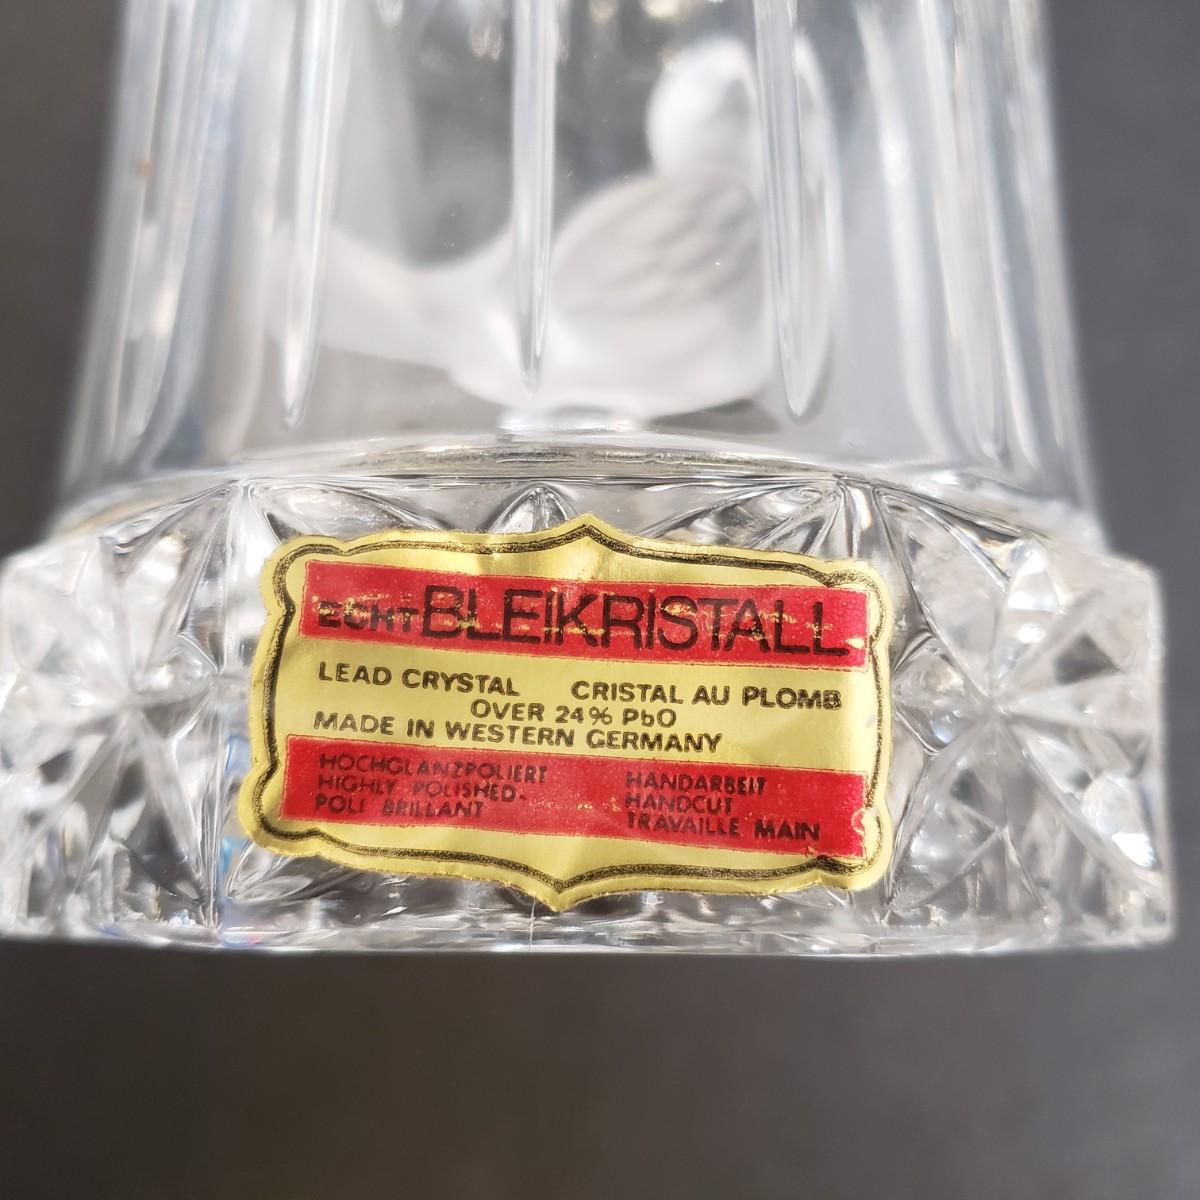 ECHT BLEIKRISTALL
LEAD CRYSTAL CRISTAL AU PLOMB
OVER 24% PbO
MADE IN WESTERN GERMANY
HOCHGLANZPOLIERT HANDARBEIT
HIGHLY POLISHED- HANDCUT
POLI BRILLANT TRAVAILLE MAIN